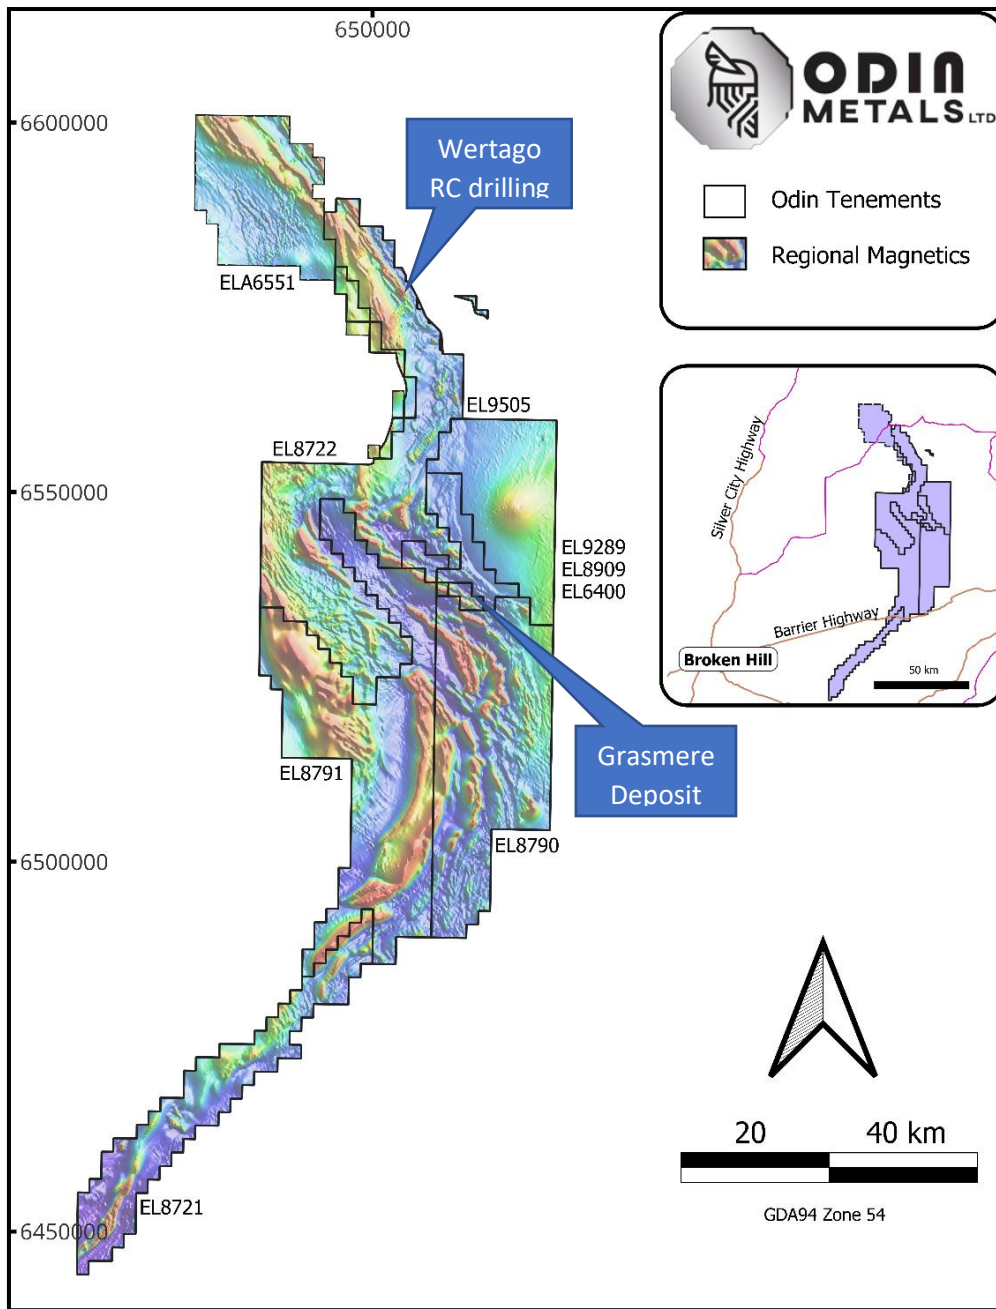 650000
ODIN
METALS LTD
6600000
Wertago
RC drilling
Odin Tenements
Regional Magnetics
ELA6551
EL9505
EL8722
6550000
EL9289
EL8909
EL6400
Silver City Highway
Barrier Highway
Broken Hill
50 km
Grasmere
Deposit
EL8791
EL8790
6500000
20 40 km
GDA94 Zone 54
EL8721
6450000